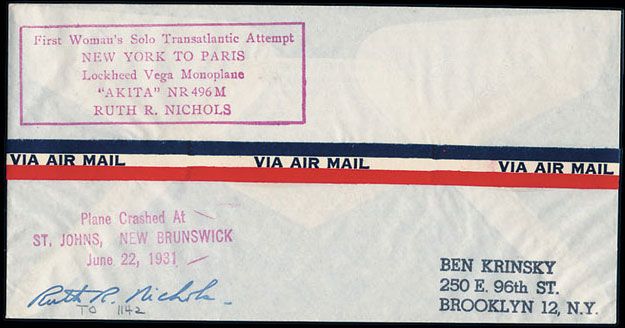 First Woman's Solo Transatlantic Attempt
NEW YORK TO PARIS
Lockheed Vega Monoplane
"AKITA" NR496M
RUTH R. NICHOLS
VIA AIR MAIL VIA AIR MAIL VIA AIR MAIL
Plane Crashed At
ST. JOHNS, NEW BRUNSWICK
June 22, 1931
Ruth R. Nichols
TO 1142
BEN KRINSKY
250 E. 96th ST.
BROOKLYN 12, N.Y.